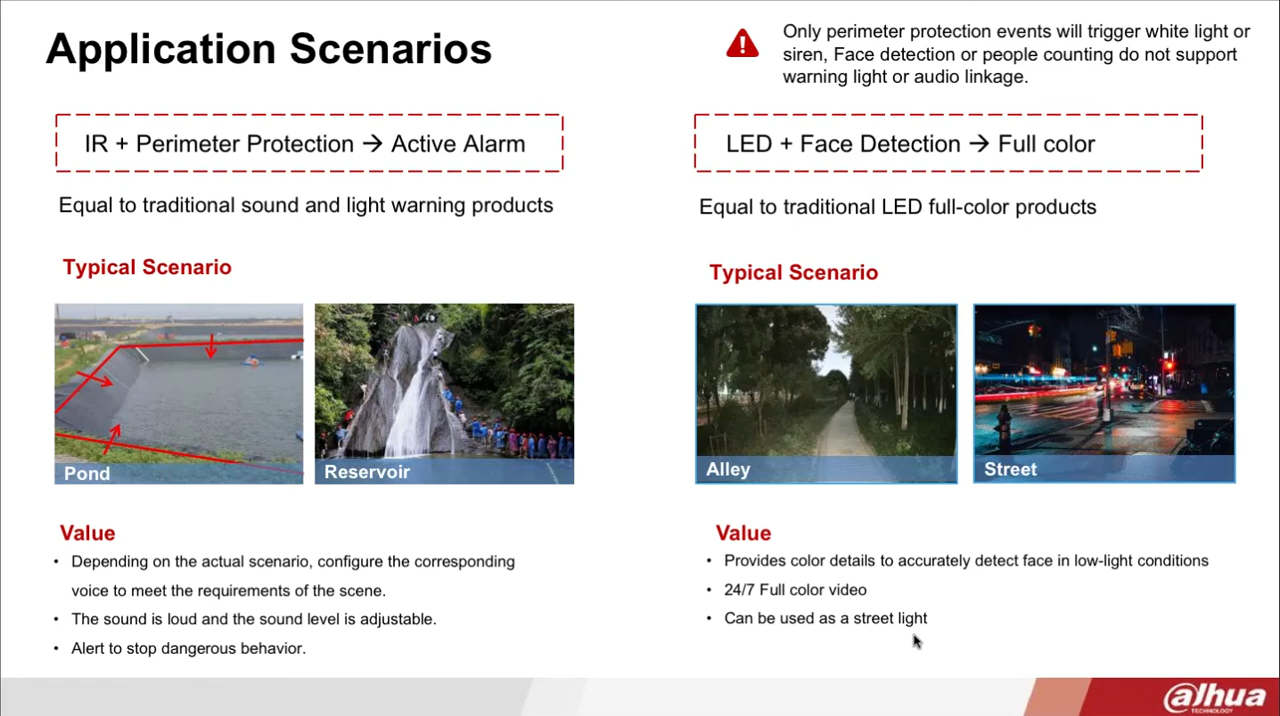 Application Scenarios
Only perimeter protection events will trigger white light or
siren, Face detection or people counting do not support
warning light or audio linkage.
IR + Perimeter Protection → Active Alarm
Equal to traditional sound and light warning products
Typical Scenario
Pond
Reservoir
Value
• Depending on the actual scenario, configure the corresponding
voice to meet the requirements of the scene.
• The sound is loud and the sound level is adjustable.
• Alert to stop dangerous behavior.
LED + Face Detection → Full color
Equal to traditional LED full-color products
Typical Scenario
Alley
Street
Value
• Provides color details to accurately detect face in low-light conditions
• 24/7 Full color video
• Can be used as a street light
alhua
TECHNOLOGY